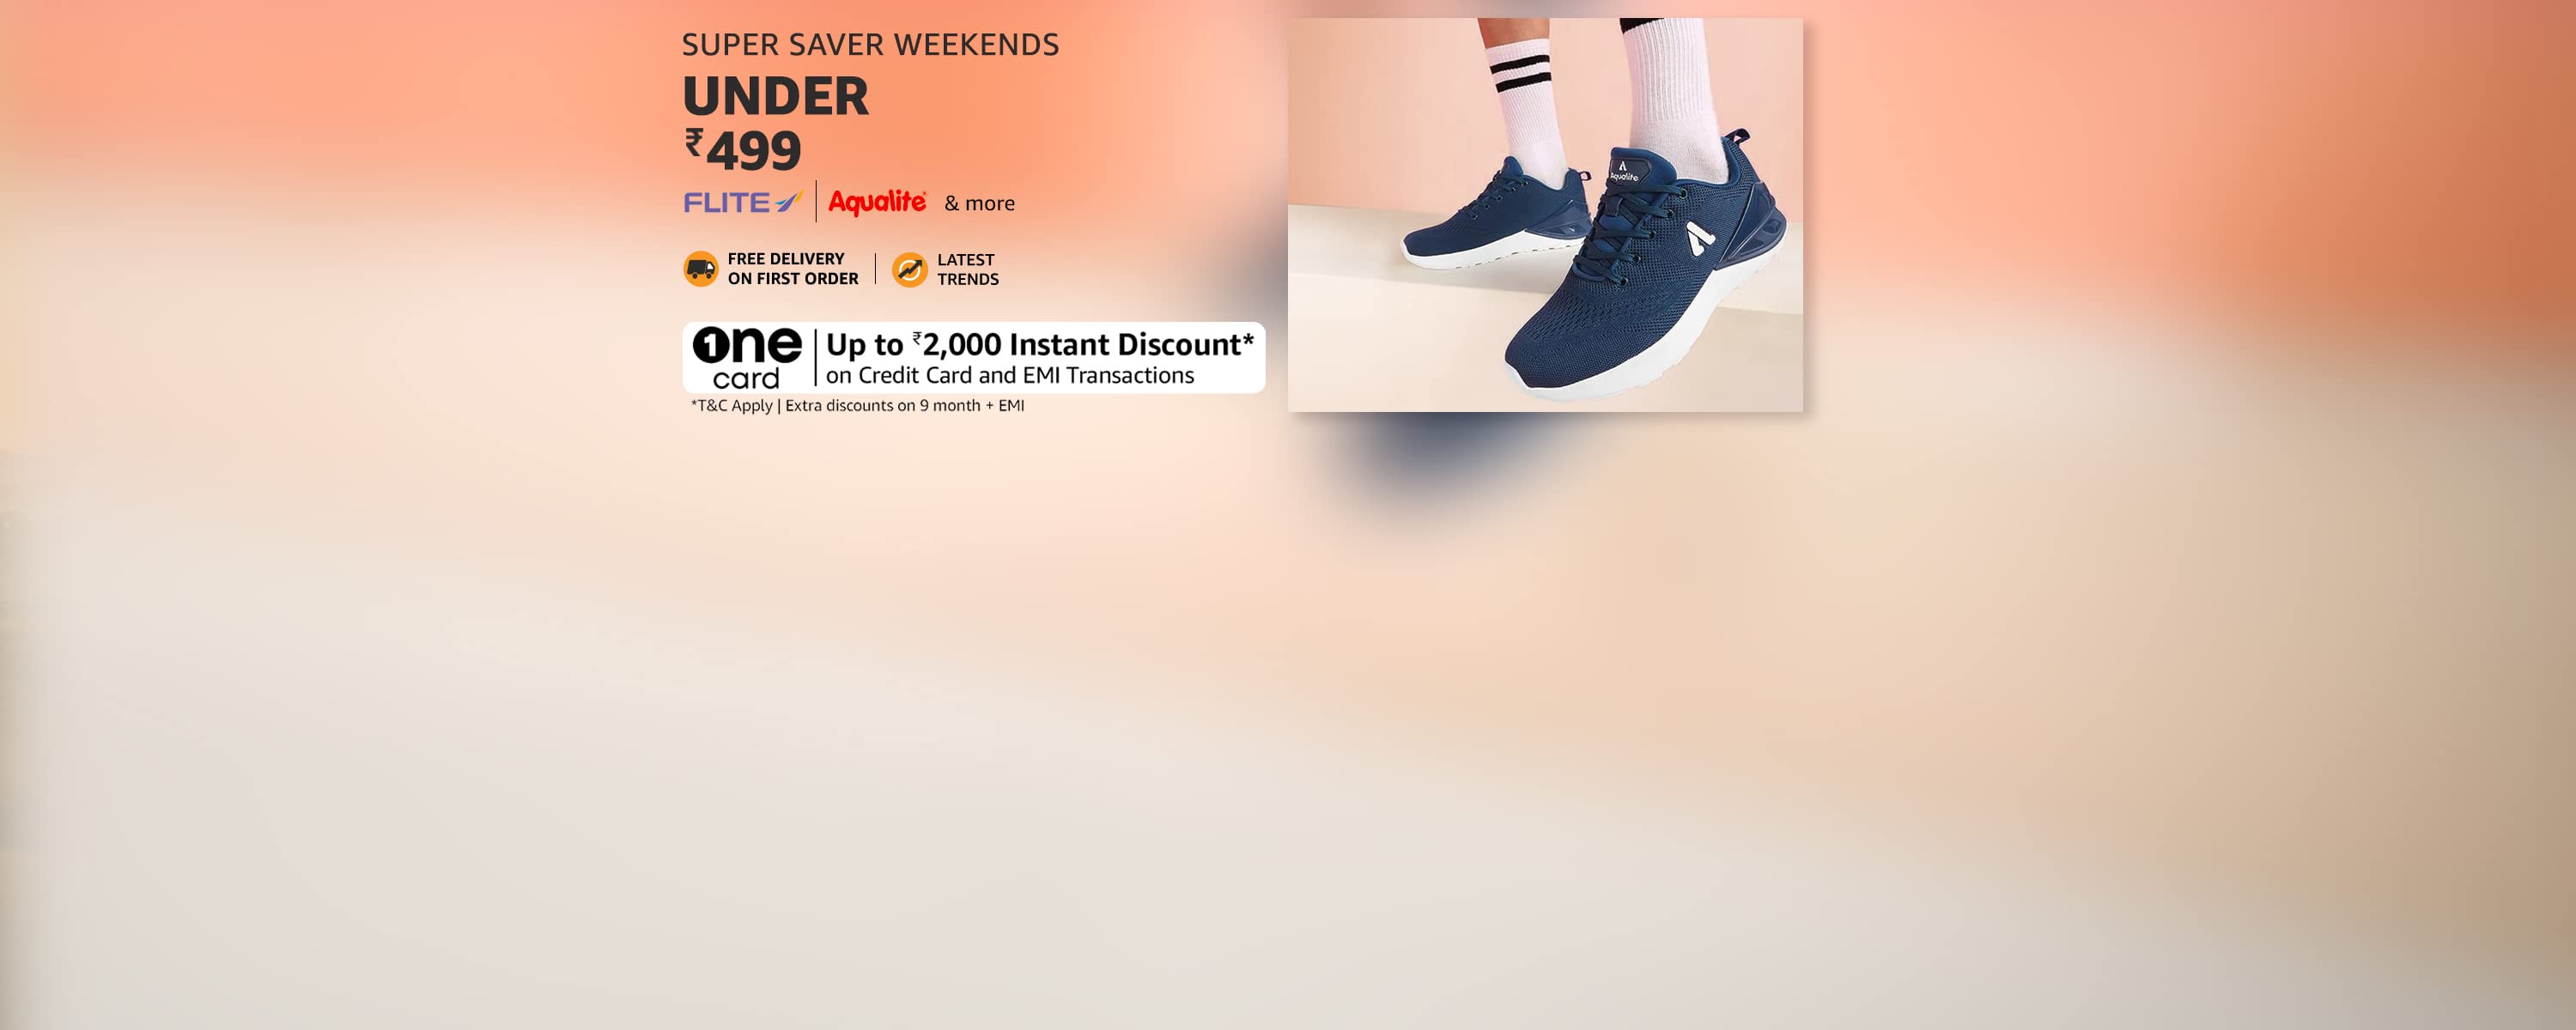 SUPER SAVER WEEKENDS
UNDER
₹499
FLITE | Aqualite & more
FREE DELIVERY
ON FIRST ORDER
LATEST
TRENDS
one
card
Up to ₹2,000 Instant Discount*
on Credit Card and EMI Transactions
*T&C Apply | Extra discounts on 9 month + EMI
Aqualite